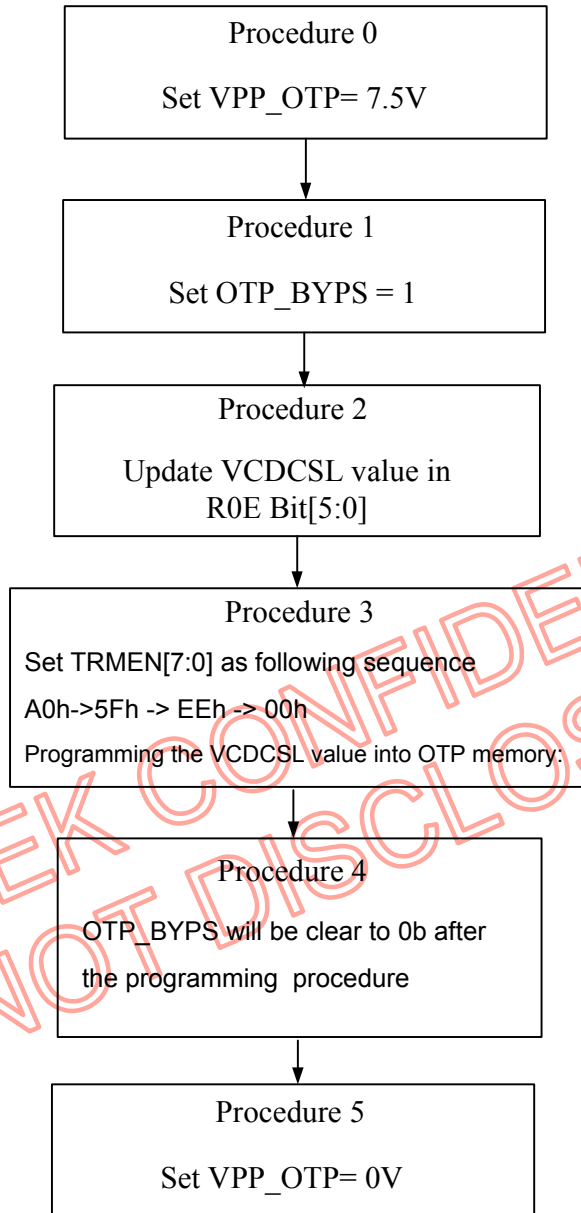 Procedure 0
Set VPP_OTP= 7.5V
Procedure 1
Set OTP_BYPS = 1
Procedure 2
Update VCDCSL value in
R0E Bit[5:0]
Procedure 3
Set TRMEN[7:0] as following sequence
A0h->5Fh -> EEh -> 00h
Programming the VCDCSL value into OTP memory:
Procedure 4
OTP_BYPS will be clear to 0b after
the programming procedure
Procedure 5
Set VPP_OTP= 0V
NOT